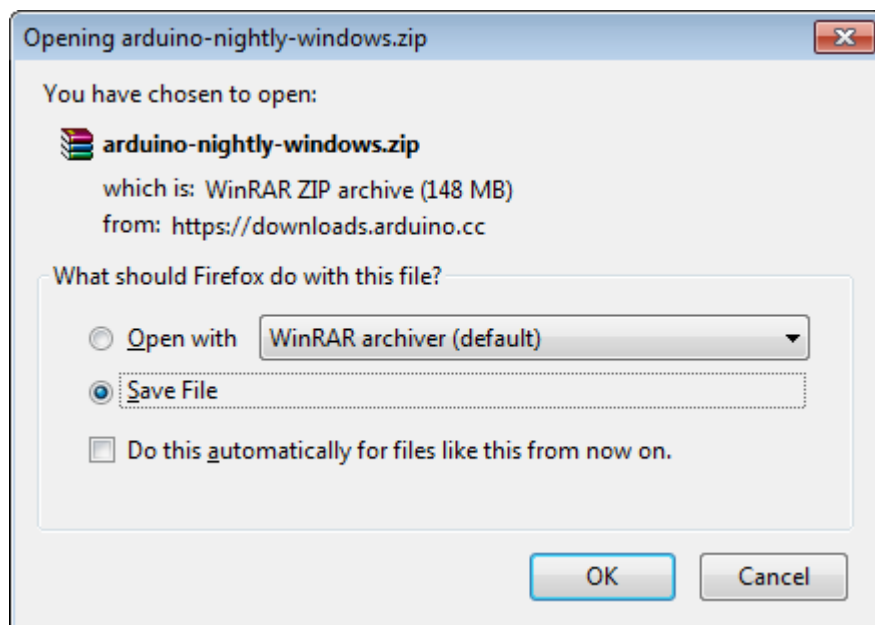 Opening arduino-nightly-windows.zip
You have chosen to open:
arduino-nightly-windows.zip
which is: WinRAR ZIP archive (148 MB)
from: https://downloads.arduino.cc
What should Firefox do with this file?
Open with WinRAR archiver (default)
Save File
Do this automatically for files like this from now on.
OK Cancel